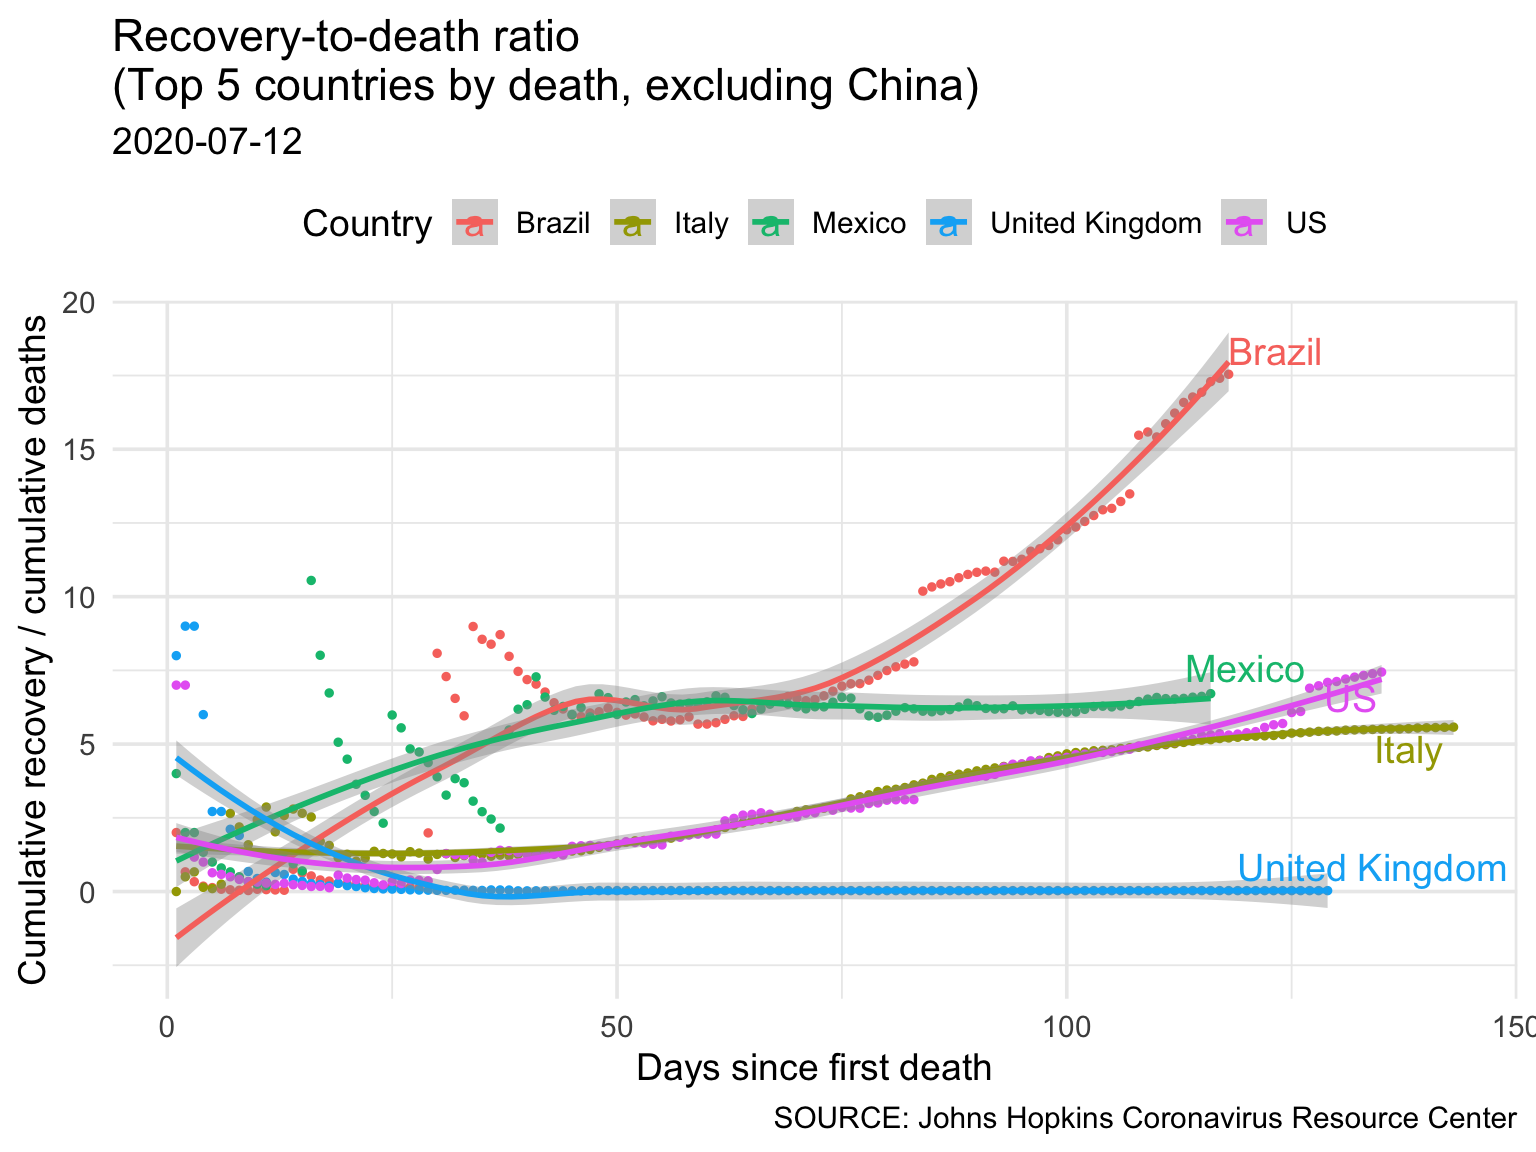 Recovery-to-death ratio
(Top 5 countries by death, excluding China)
2020-07-12
Country a Brazil a Italy a Mexico a United Kingdom a US
20
15
10
5
0
Cumulative recovery / cumulative deaths
Brazil
Mexico
US
Italy
United Kingdom
0 50 100 150
Days since first death
SOURCE: Johns Hopkins Coronavirus Resource Center